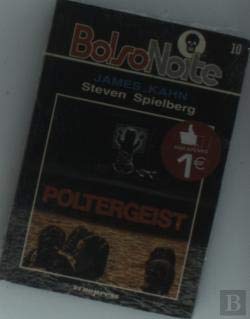 BolsoNoite
10
JAMES KAHN
Steven Spielberg
1€
POLTERGEIST
B